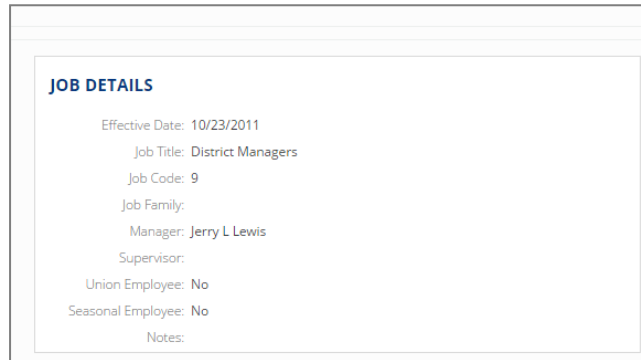 JOB DETAILS
Effective Date: 10/23/2011
Job Title: District Managers
Job Code: 9
Job Family:
Manager: Jerry L Lewis
Supervisor:
Union Employee: No
Seasonal Employee: No
Notes: